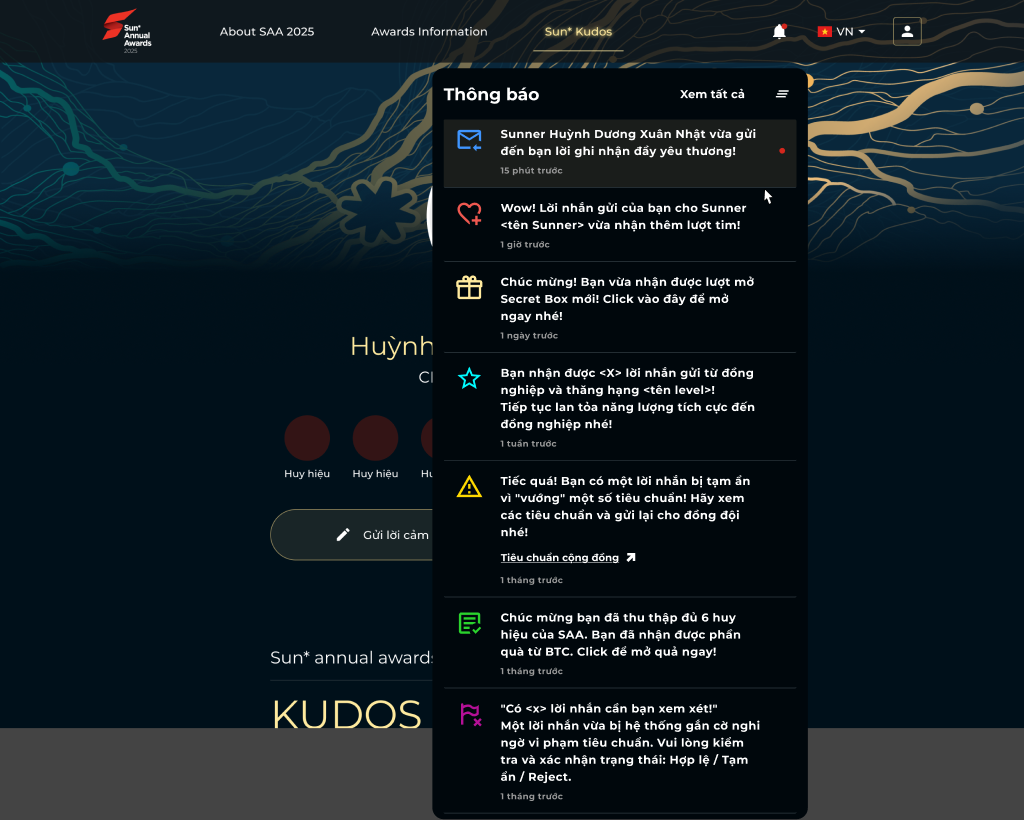 Sun*
Annual
Awards
2025
About SAA 2025
Awards Information
Sun* Kudos
VN
Thông báo
Xem tất cả
Sunner Huỳnh Dương Xuân Nhật vừa gửi
đến bạn lời ghi nhận đầy yêu thương!
15 phút trước
Wow! Lời nhắn gửi của bạn cho Sunner
<tên Sunner> vừa nhận thêm lượt tim!
1 giờ trước
Chúc mừng! Bạn vừa nhận được lượt mở
Secret Box mới! Click vào đây để mở
ngay nhé!
1 ngày trước
Bạn nhận được <X> lời nhắn gửi từ đồng
nghiệp và thăng hạng <tên level>!
Tiếp tục lan tỏa năng lượng tích cực đến
đồng nghiệp nhé!
1 tuần trước
Tiếc quá! Bạn có một lời nhắn bị tạm ẩn
vì "vướng" một số tiêu chuẩn! Hãy xem
các tiêu chuẩn và gửi lại cho đồng đội
nhé!
Tiêu chuẩn cộng đồng
1 tháng trước
Chúc mừng bạn đã thu thập đủ 6 huy
hiệu của SAA. Bạn đã nhận được phần
quà từ BTC. Click để mở quà ngay!
1 tháng trước
"Có <x> lời nhắn cần bạn xem xét!"
Một lời nhắn vừa bị hệ thống gắn cờ nghi
ngờ vi phạm tiêu chuẩn. Vui lòng kiểm
tra và xác nhận trạng thái: Hợp lệ / Tạm
ẩn / Reject.
1 tháng trước
Huỳnh
Huy hiệu
Huy hiệu
Gửi lời cảm
Sun* annual awards
KUDOS